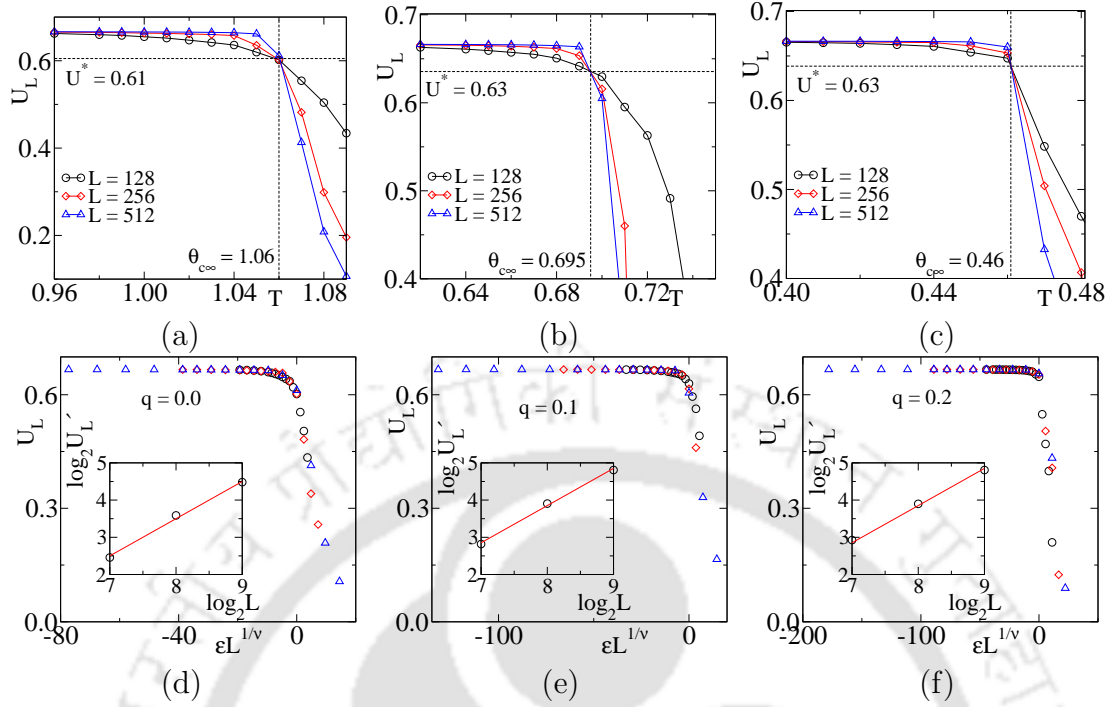 0.7
0.7
U_L
0.6
U* = 0.61
0.4
L = 128
L = 256
L = 512
0.2
θ_c∞ = 1.06
0.96
1.00
1.04
T
1.08
(a)
U_L
0.6
U* = 0.63
0.5
L = 128
L = 256
L = 512
θ_c∞ = 0.695
0.4
0.64
0.68
0.72
T
(b)
0.7
U_L
0.6
U* = 0.63
0.5
L = 128
L = 256
L = 512
θ_c∞ = 0.46
0.4
0.40
0.44
T
0.48
(c)
U_L
0.6
q = 0.0
0.3
0.0
log₂U_L′
5
4
3
2
7
8
9
log₂L
-80
-40
0
εL^{1/ν}
(d)
U_L
0.6
q = 0.1
0.3
0.0
log₂U_L′
5
4
3
2
7
8
9
log₂L
-100
0
εL^{1/ν}
(e)
U_L
0.6
q = 0.2
0.3
0.0
log₂U_L′
5
4
3
2
7
8
9
log₂L
-200
-100
0
εL^{1/ν}
(f)